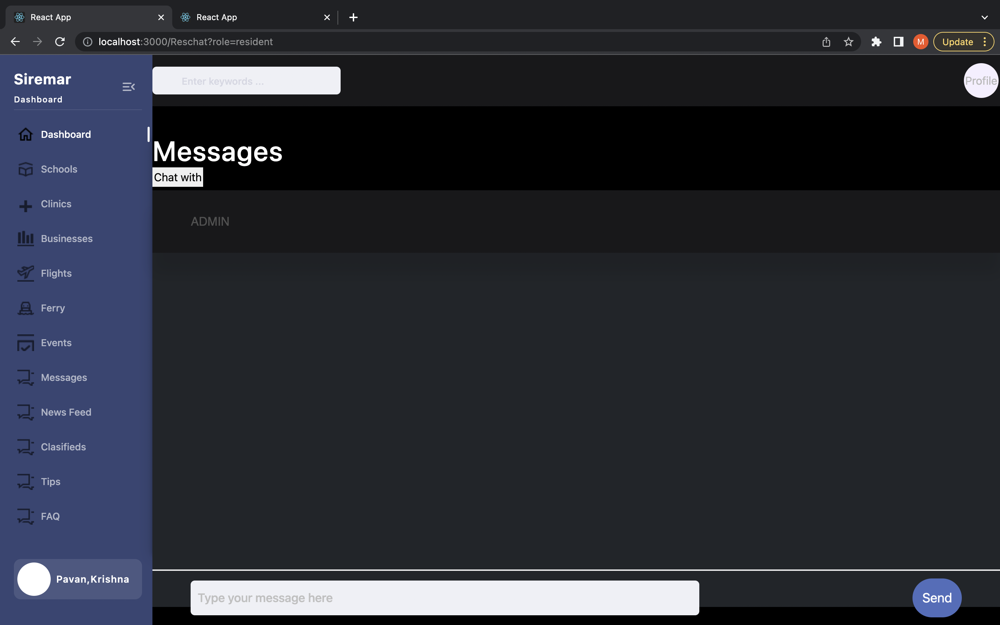 React App
React App
localhost:3000/Reschat?role=resident
M
Update
Siremar
Dashboard
Dashboard
Schools
Clinics
Businesses
Flights
Ferry
Events
Messages
News Feed
Clasifieds
Tips
FAQ
Pavan,Krishna
Enter keywords ...
Profile
Messages
Chat with
ADMIN
Type your message here
Send